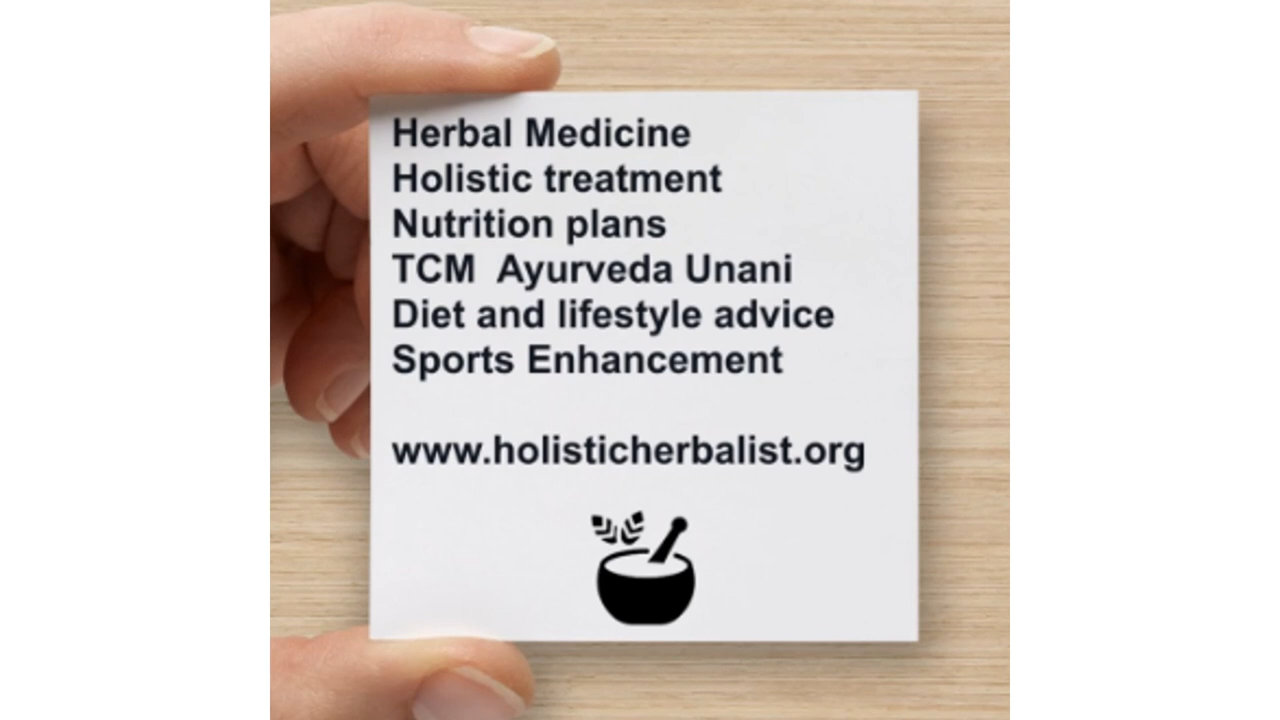 Herbal Medicine
Holistic treatment
Nutrition plans
TCM  Ayurveda Unani
Diet and lifestyle advice
Sports Enhancement
www.holisticherbalist.org